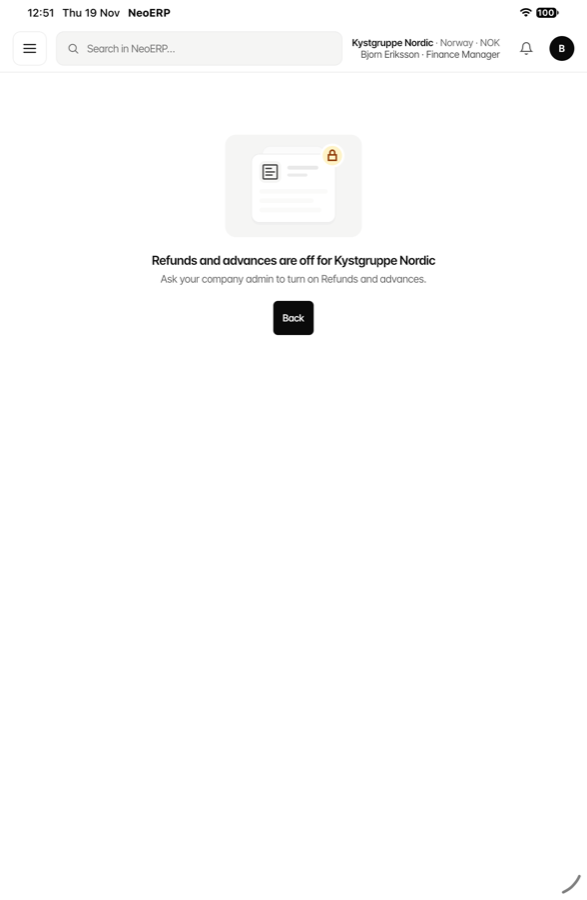 12:51 Thu 19 Nov NeoERP
100
Search in NeoERP...
Kystgruppe Nordic · Norway · NOK
Bjorn Eriksson · Finance Manager
B
Refunds and advances are off for Kystgruppe Nordic
Ask your company admin to turn on Refunds and advances.
Back